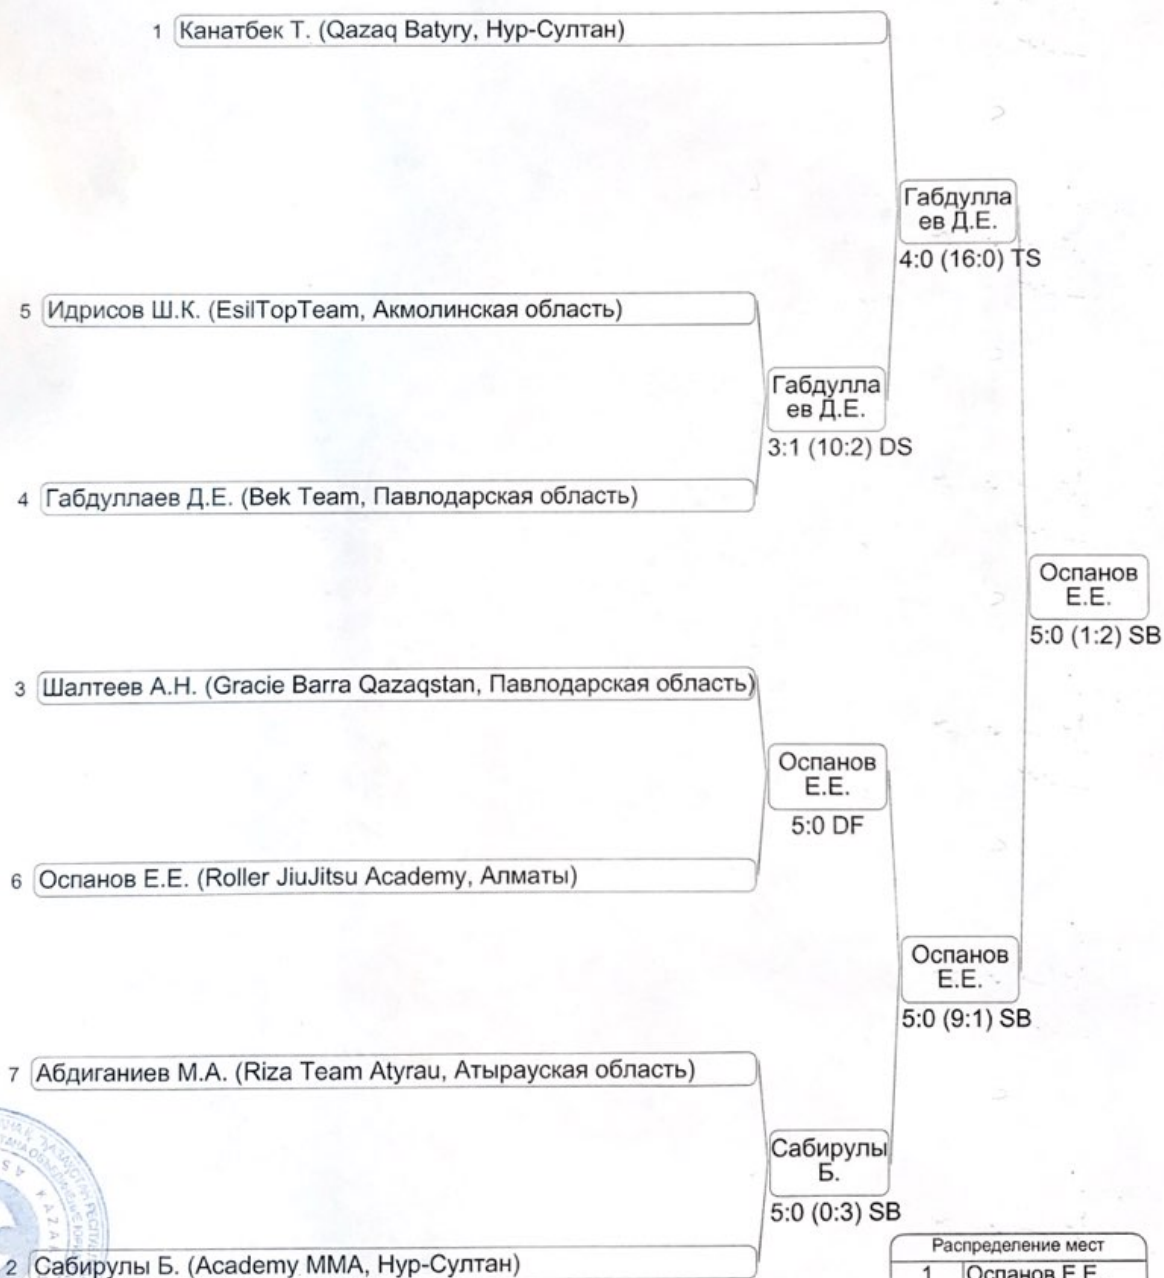 1 Канатбек Т. (Qazaq Batyry, Нур-Султан)
Габдулла
ев Д.Е.
4:0 (16:0) TS
5 Идрисов Ш.К. (EsilTopTeam, Акмолинская область)
Габдулла
ев Д.Е.
3:1 (10:2) DS
4 Габдуллаев Д.Е. (Bek Team, Павлодарская область)
Оспанов
Е.Е.
5:0 (1:2) SB
3 Шалтеев А.Н. (Gracie Barra Qazaqstan, Павлодарская область)
Оспанов
Е.Е.
5:0 DF
6 Оспанов Е.Е. (Roller JiuJitsu Academy, Алматы)
Оспанов
Е.Е.
5:0 (9:1) SB
7 Абдиганиев М.А. (Riza Team Atyrau, Атырауская область)
Сабирулы
Б.
5:0 (0:3) SB
2 Сабирулы Б. (Academy MMA, Нур-Султан)
Распределение мест
1 Оспанов Е.Е.